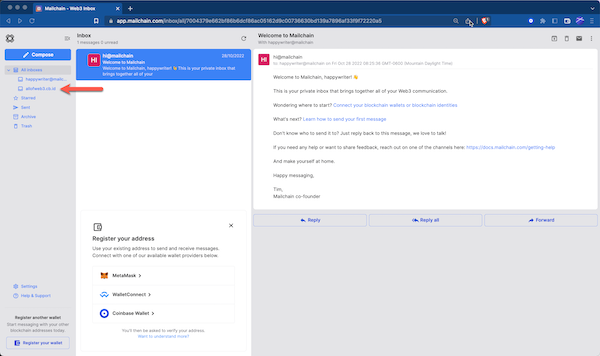 Mailchain - Web3 Inbox
app.mailchain.com/inbox/all/7004379e662bf86b6dcf86ac05162d9c00736630bd139a7896af33f9f72220a5
Compose
All inboxes
happywriter@mailc...
allofweb3.cb.id
Starred
Sent
Archive
Trash
Settings
Help & Support
Register another wallet
Start messaging with your other
blockchain addresses today.
Register your wallet
Inbox
1 messages 0 unread
HI
hi@mailchain
08/10/2022
Welcome to Mailchain
Welcome to Mailchain, happywriter! 👋 This is your private inbox that
brings together all of your
Register your address
Use your existing address to send and receive messages.
Connect with one of our available wallet providers below.
MetaMask >
WalletConnect >
Coinbase Wallet >
You'll then be asked to verify your address.
Want to understand more?
Welcome to Mailchain
With happywriter@mailchain
HI
hi@mailchain
to happywriter@mailchain on Fri Oct 28 2022 09:25:36 GMT-0600 (Mountain Daylight Time)
Welcome to Mailchain, happywriter! 👋
This is your private inbox that brings together all of your Web3 communication.
Wondering where to start? Connect your blockchain wallets or blockchain identities
What's next? Learn how to send your first message
Don't know who to send it to? Just reply back to this message, we love to talk!
If you need any help or want to share feedback, reach out on one of the channels here: https://docs.mailchain.com/getting-help
And make yourself at home.
Happy messaging,
Tim,
Mailchain co-founder
Reply
Reply all
Forward